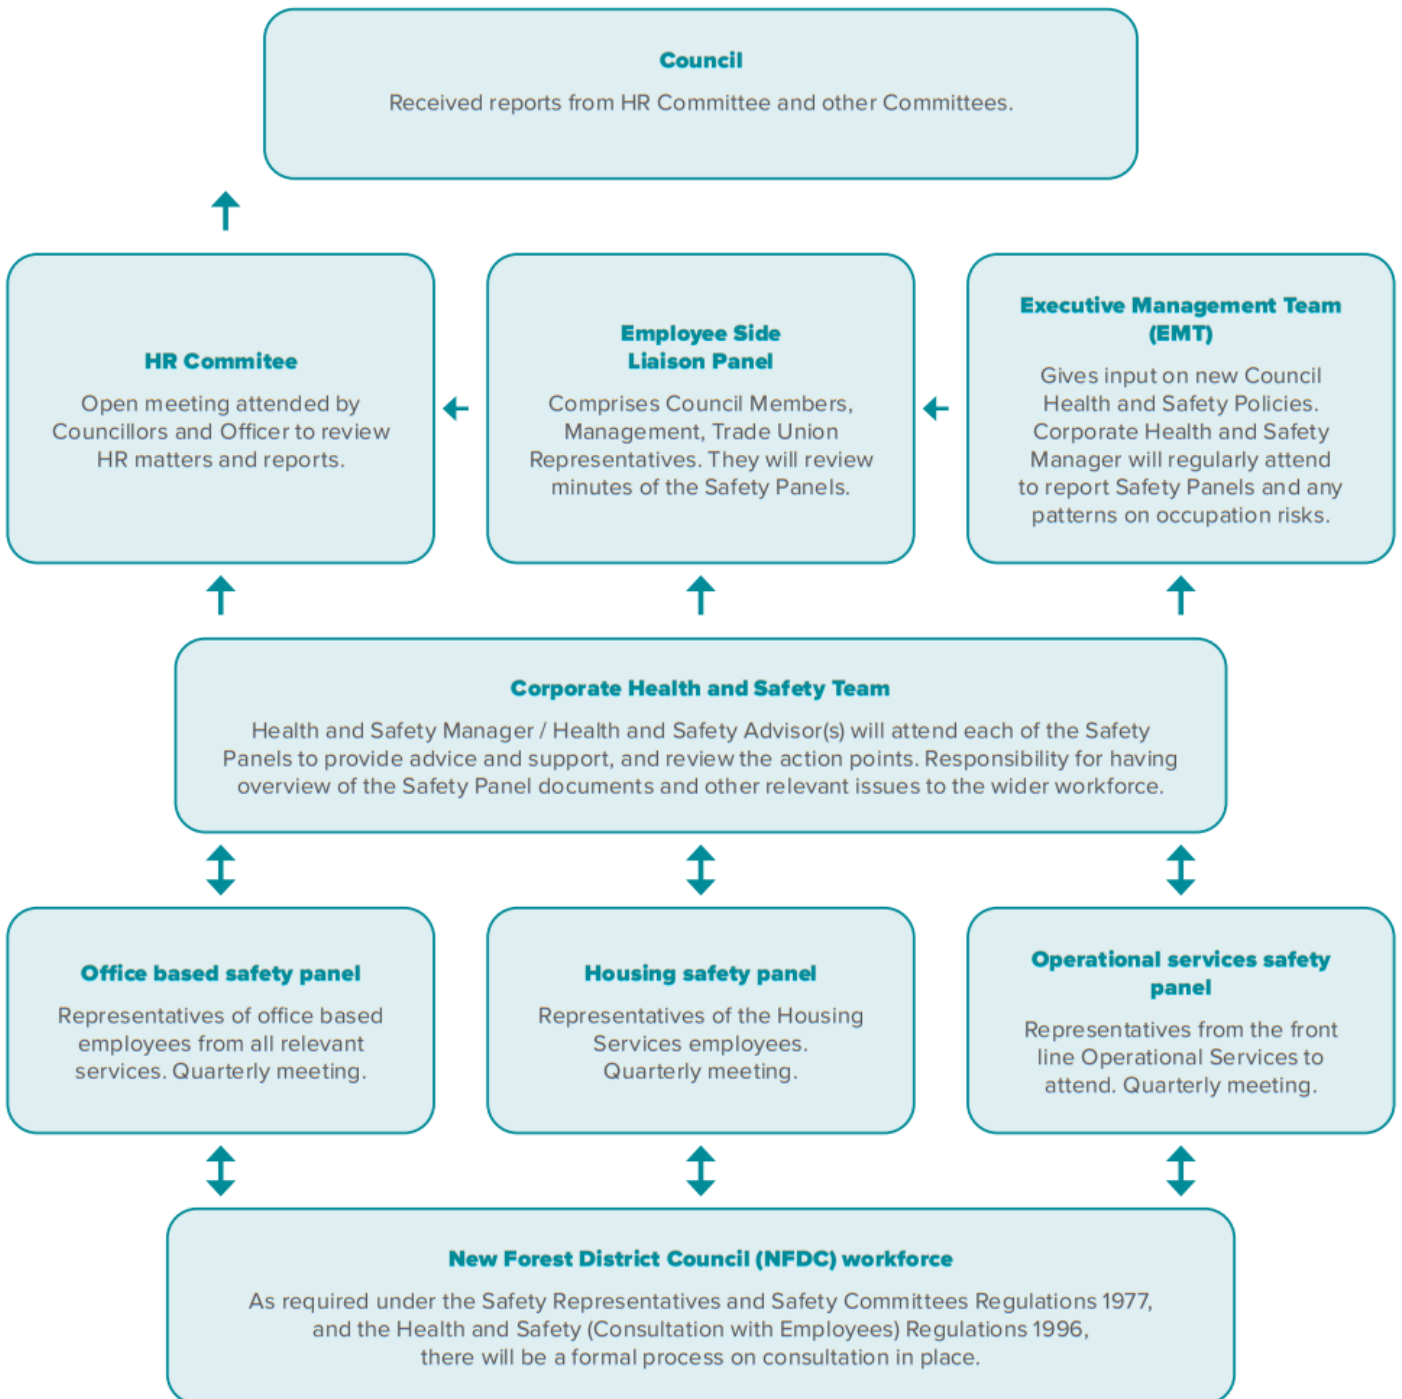 Council
Received reports from HR Committee and other Committees.
HR Commitee
Open meeting attended by
Councillors and Officer to review
HR matters and reports.
Employee Side
Liaison Panel
Comprises Council Members,
Management, Trade Union
Representatives. They will review
minutes of the Safety Panels.
Executive Management Team
(EMT)
Gives input on new Council
Health and Safety Policies.
Corporate Health and Safety
Manager will regularly attend
to report Safety Panels and any
patterns on occupation risks.
Corporate Health and Safety Team
Health and Safety Manager / Health and Safety Advisor(s) will attend each of the Safety
Panels to provide advice and support, and review the action points. Responsibility for having
overview of the Safety Panel documents and other relevant issues to the wider workforce.
Office based safety panel
Representatives of office based
employees from all relevant
services. Quarterly meeting.
Housing safety panel
Representatives of the Housing
Services employees.
Quarterly meeting.
Operational services safety
panel
Representatives from the front
line Operational Services to
attend. Quarterly meeting.
New Forest District Council (NFDC) workforce
As required under the Safety Representatives and Safety Committees Regulations 1977,
and the Health and Safety (Consultation with Employees) Regulations 1996,
there will be a formal process on consultation in place.